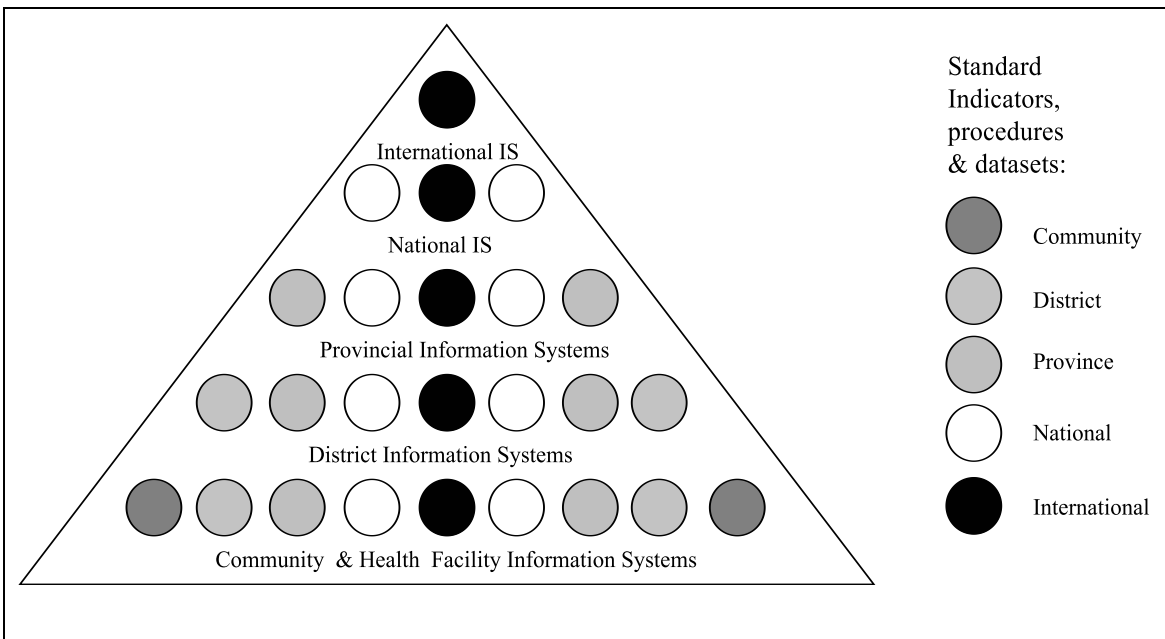 International IS
National IS
Provincial Information Systems
District Information Systems
Community & Health Facility Information Systems
Standard
Indicators,
procedures
& datasets:
Community
District
Province
National
International